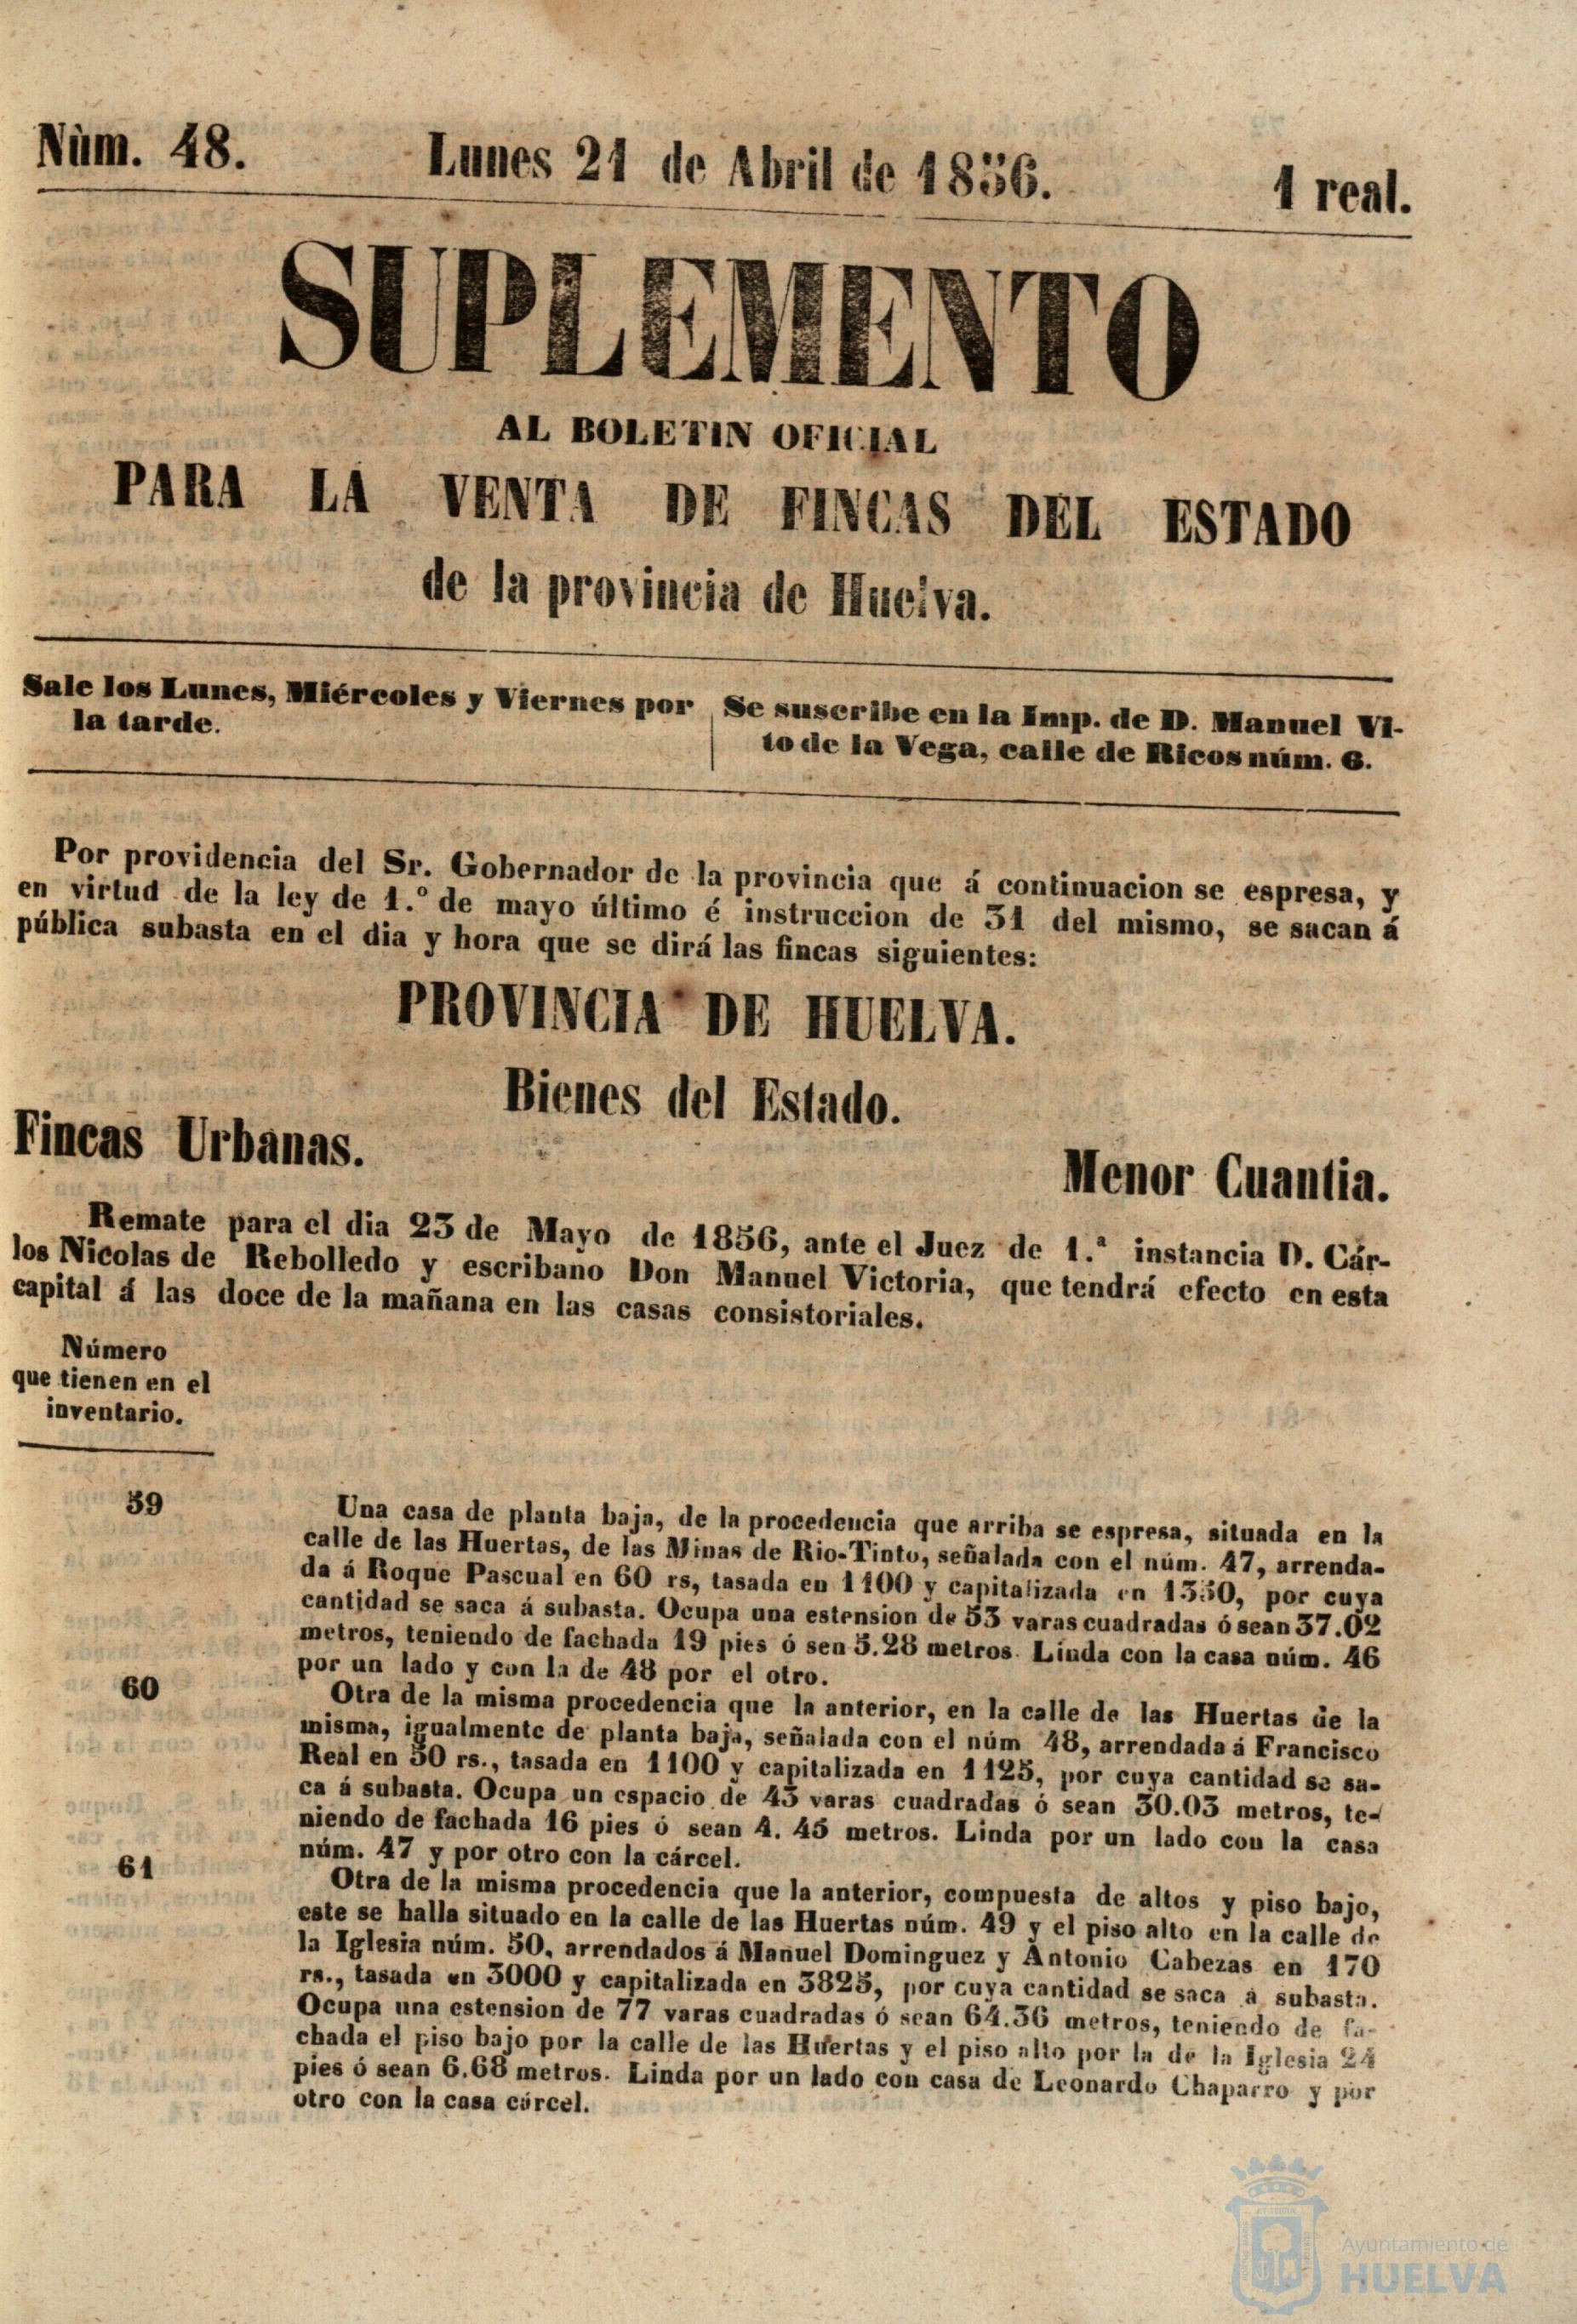 Nùm. 48.
Lunes 21 de Abril de 1856.
1 real.
SUPLEMENTO
AL BOLETIN OFICIAL
PARA LA VENTA DE FINCAS DEL ESTADO
de la provincia de Huelva.
Sale los Lunes, Miércoles y Viernes por
la tarde.
Se suscribe en la Imp. de D. Manuel Vi-
to de la Vega, calle de Ricos núm. 6.
Por providencia del Sr. Gobernador de la provincia que á continuacion se espresa, y
en virtud de la ley de 1.º de mayo último é instruccion de 31 del mismo, se sacan á
pública subasta en el dia y hora que se dirá las fincas siguientes:
PROVINCIA DE HUELVA.
Bienes del Estado.
Fincas Urbanas.
Menor Cuantia.
Remate para el dia 23 de Mayo de 1856, ante el Juez de 1.ª instancia D. Cár-
los Nicolas de Rebolledo y escribano Don Manuel Victoria, que tendrá efecto en esta
capital á las doce de la mañana en las casas consistoriales.
Número
que tienen en el
inventario.
59
Una casa de planta baja, de la procedencia que arriba se espresa, situada en la
calle de las Huertas, de las Minas de Rio-Tinto, señalada con el núm. 47, arrenda-
da á Roque Pascual en 60 rs, tasada en 1100 y capitalizada en 1350, por cuya
cantidad se saca á subasta. Ocupa una estension de 53 varas cuadradas ó sean 37.02
metros, teniendo de fachada 19 pies ó sen 5.28 metros. Linda con la casa núm. 46
por un lado y con la de 48 por el otro.
60
Otra de la misma procedencia que la anterior, en la calle de las Huertas de la
misma, igualmente de planta baja, señalada con el núm 48, arrendada á Francisco
Real en 50 rs., tasada en 1100 y capitalizada en 1125, por cuya cantidad se sa-
ca á subasta. Ocupa un espacio de 43 varas cuadradas ó sean 30.03 metros, te-
niendo de fachada 16 pies ó sean 4. 45 metros. Linda por un lado con la casa
núm. 47 y por otro con la cárcel.
61
Otra de la misma procedencia que la anterior, compuesta de altos y piso bajo,
este se halla situado en la calle de las Huertas núm. 49 y el piso alto en la calle de
la Iglesia núm. 50, arrendados á Manuel Dominguez y Antonio Cabezas en 170
rs., tasada en 3000 y capitalizada en 3825, por cuya cantidad se saca á subasta.
Ocupa una estension de 77 varas cuadradas ó sean 64.36 metros, teniendo de fa-
chada el piso bajo por la calle de las Huertas y el piso alto por la de la Iglesia 24
pies ó sean 6.68 metros. Linda por un lado con casa de Leonardo Chaparro y por
otro con la casa cárcel.
Ayuntamiento de
HUELVA